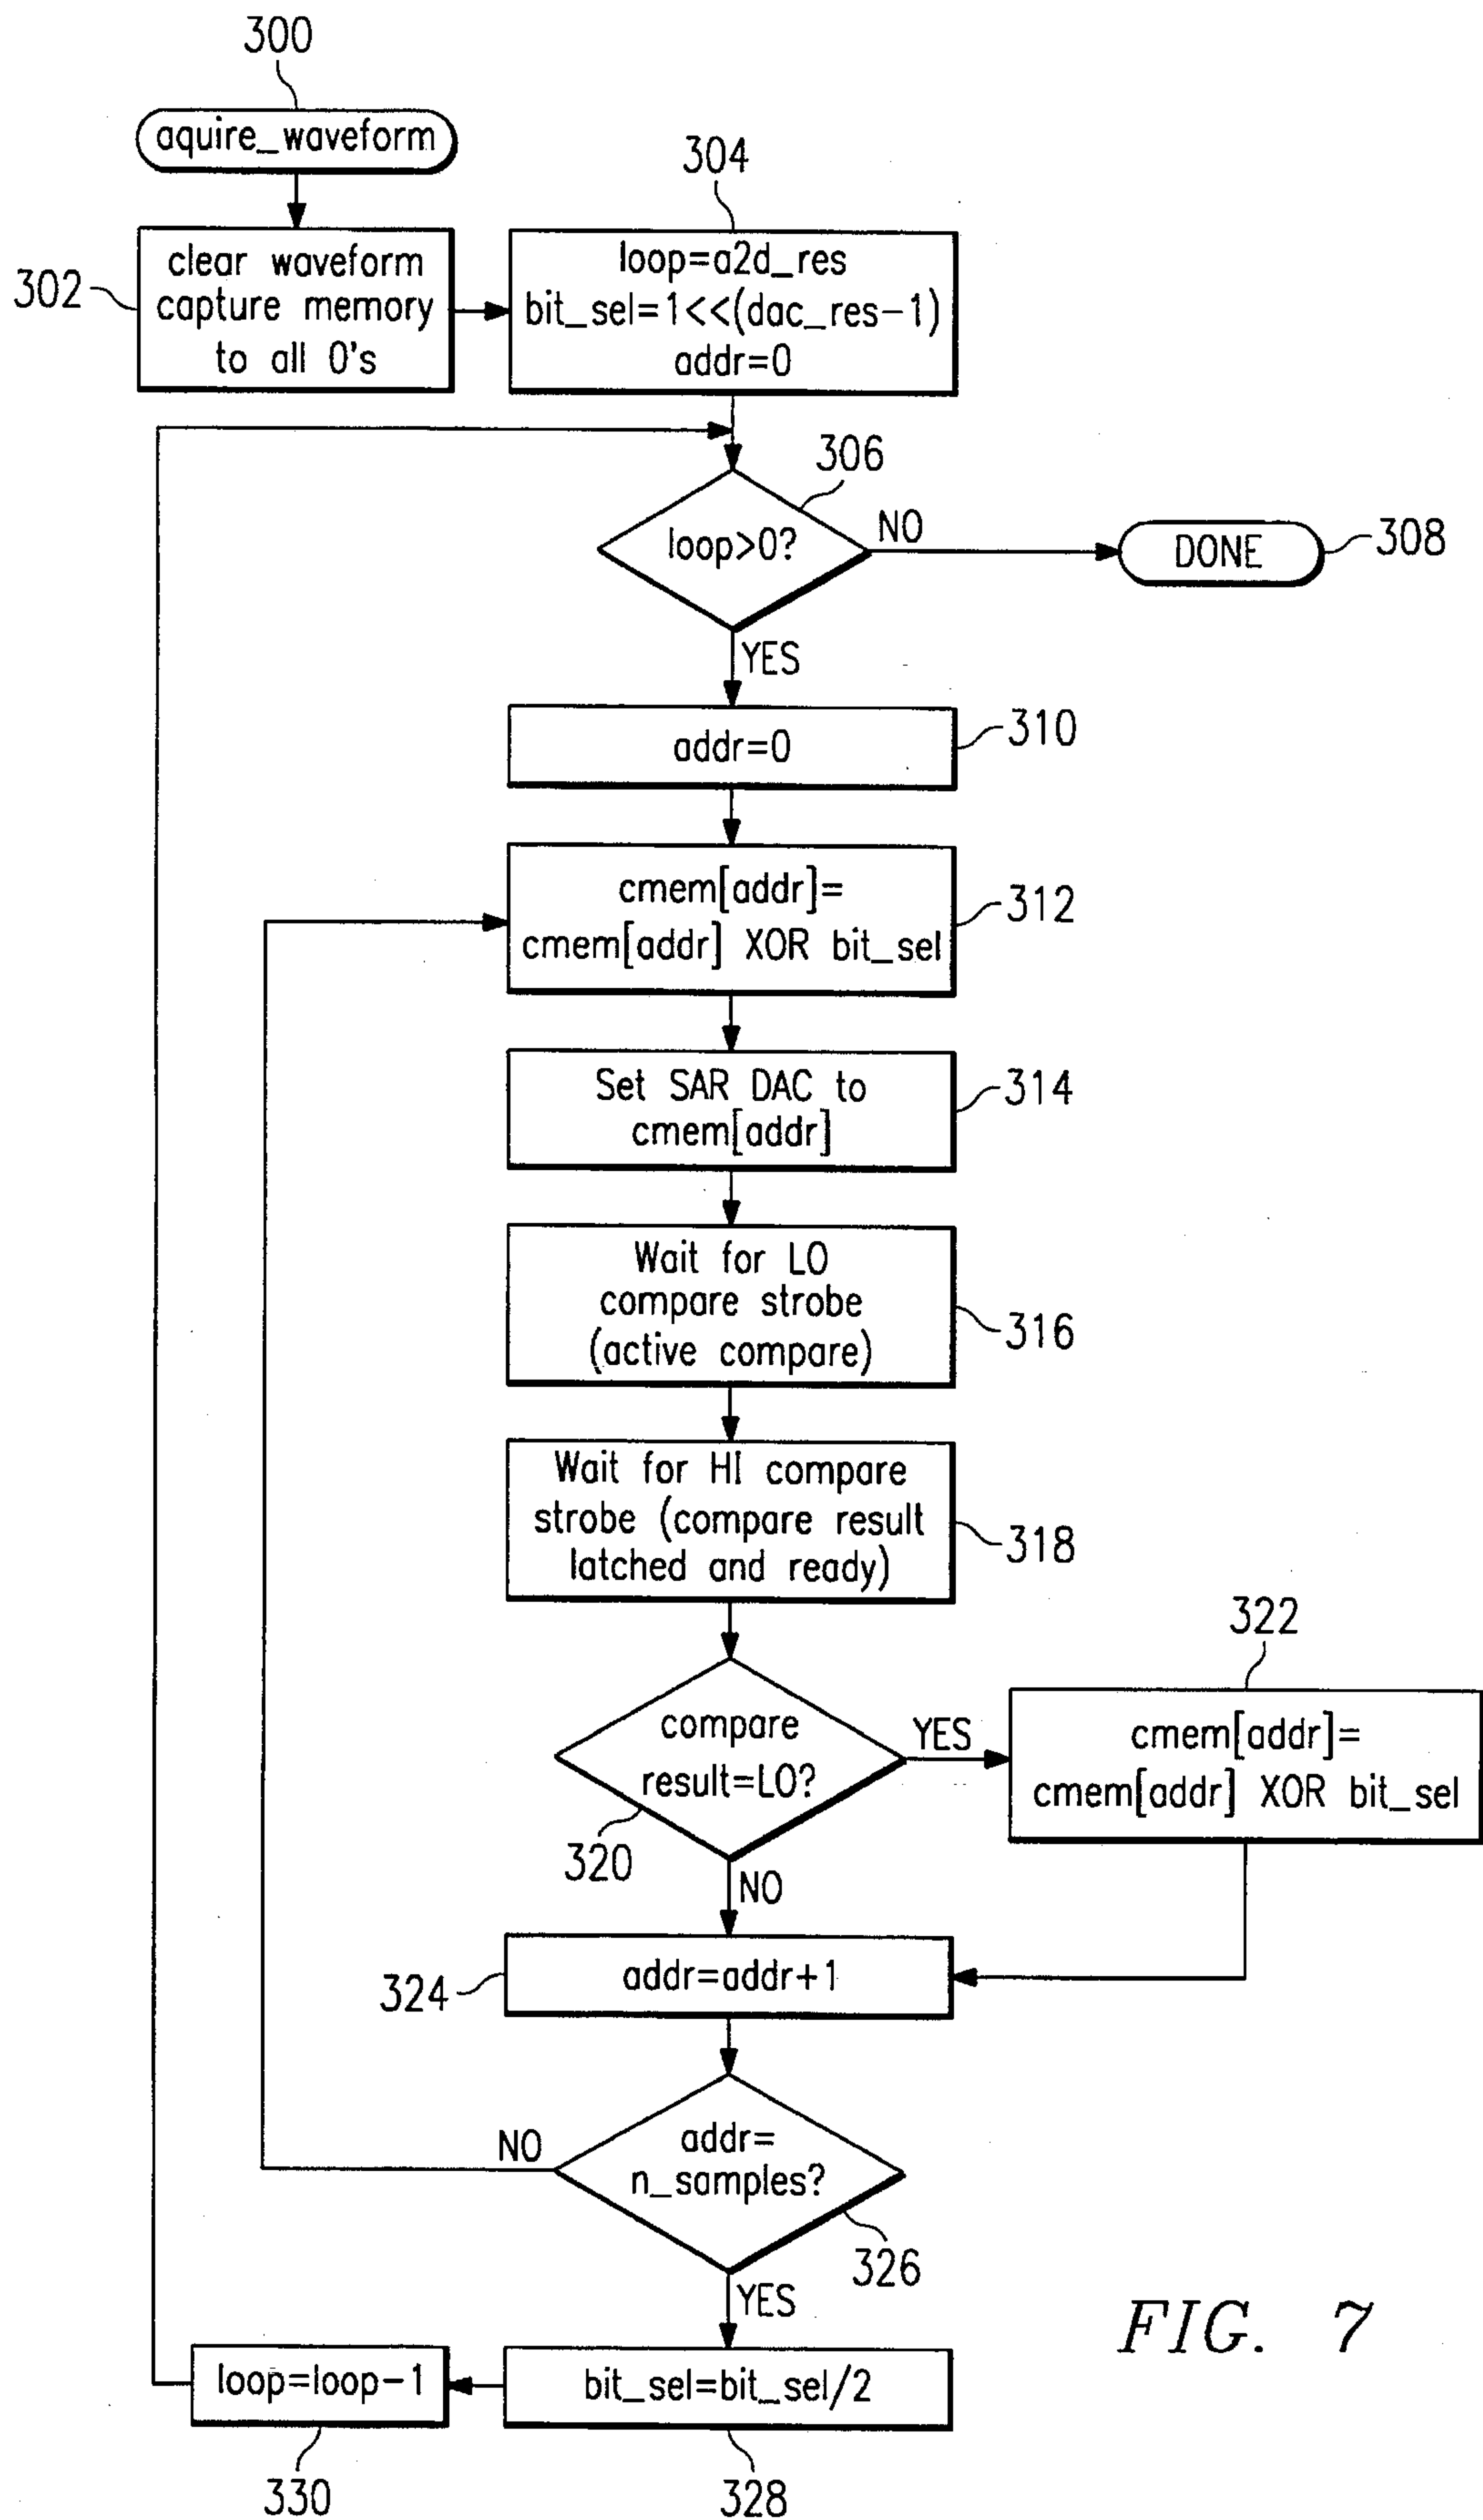 300
aquire_waveform
304
302
clear waveform
capture memory
to all 0's
loop=a2d_res
bit_sel=1<<(dac_res-1)
addr=0
306
loop>0?
NO
DONE
308
YES
addr=0
310
cmem[addr]=
cmem[addr] XOR bit_sel
312
Set SAR DAC to
cmem[addr]
314
Wait for LO
compare strobe
(active compare)
316
Wait for HI compare
strobe (compare result
latched and ready)
318
322
compare
result=LO?
YES
320
cmem[addr]=
cmem[addr] XOR bit_sel
NO
324
addr=addr+1
NO
addr=
n_samples?
326
YES
FIG. 7
loop=loop-1
bit_sel=bit_sel/2
330
328